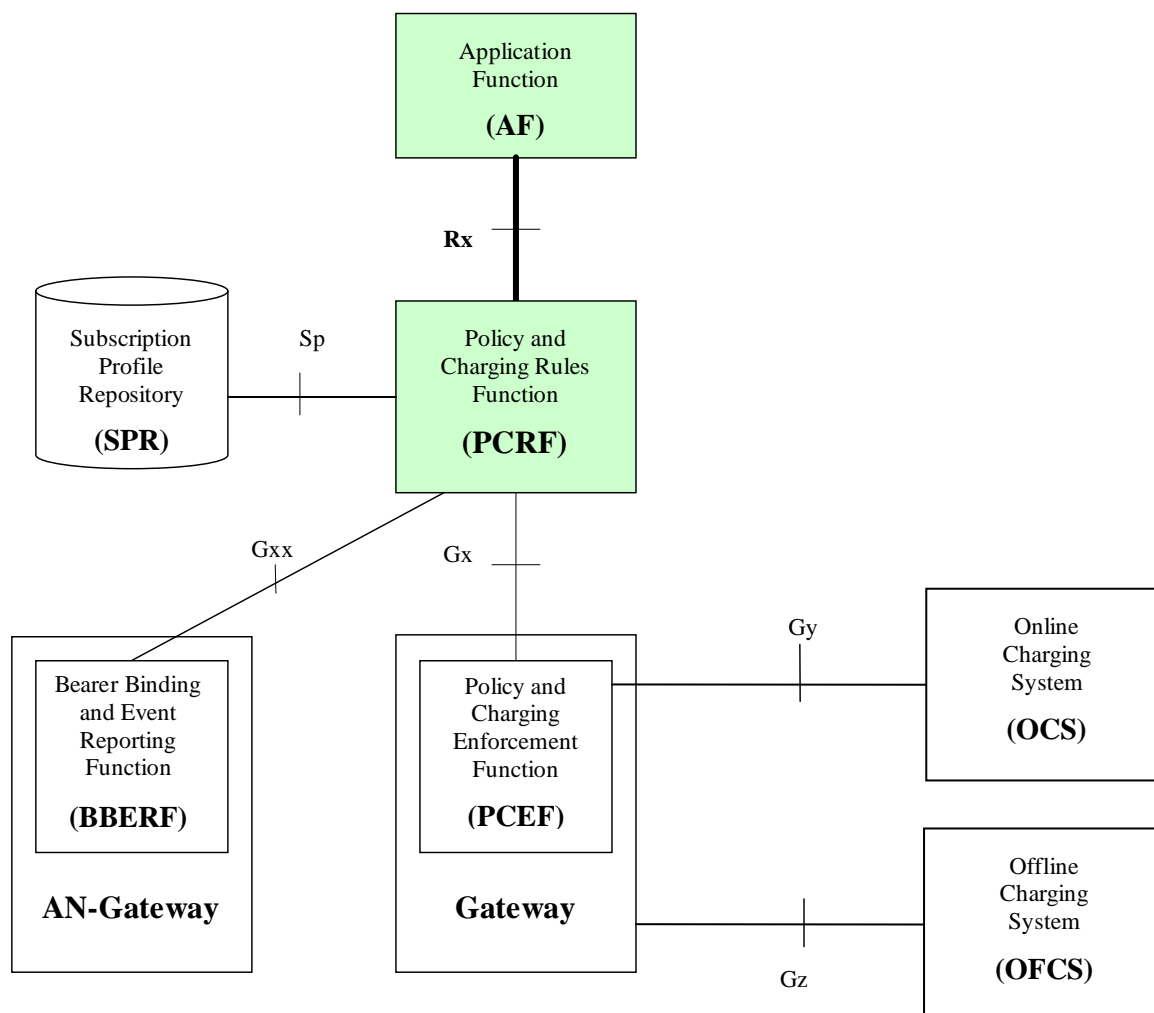 Application
Function
(AF)
Rx
Subscription
Profile
Repository
(SPR)
Sp
Policy and
Charging Rules
Function
(PCRF)
Gxx
Gx
Bearer Binding
and Event
Reporting
Function
(BBERF)
AN-Gateway
Policy and
Charging
Enforcement
Function
(PCEF)
Gateway
Gy
Online
Charging
System
(OCS)
Gz
Offline
Charging
System
(OFCS)